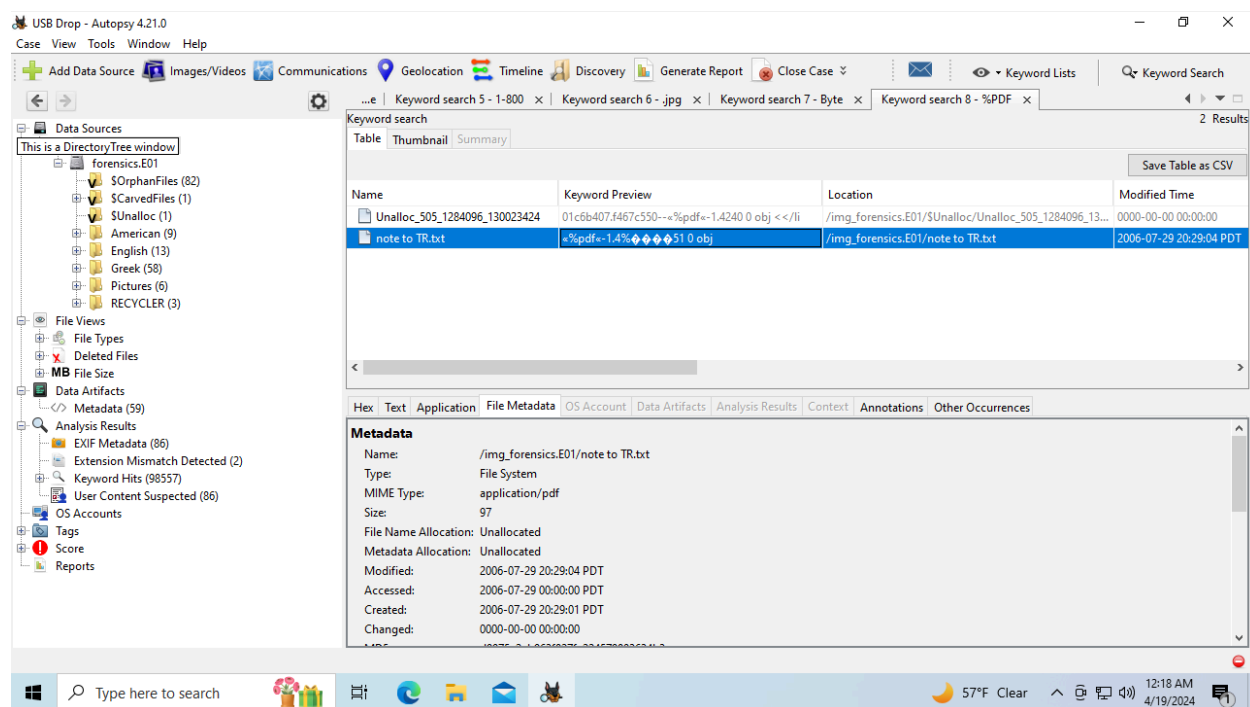 USB Drop - Autopsy 4.21.0
Case View Tools Window Help
Add Data Source Images/Videos Communications Geolocation Timeline Discovery Generate Report Close Case Keyword Lists Keyword Search
...e Keyword search 5 - 1-800 × Keyword search 6 - .jpg × Keyword search 7 - Byte × Keyword search 8 - %PDF ×
Keyword search 2 Results
Table Thumbnail Summary
Save Table as CSV
Name Keyword Preview Location Modified Time
Unalloc_505_1284096_130023424 01c6b407.f467c550--«%pdf«-1.4240 0 obj <</li /img_forensics.E01/$Unalloc/Unalloc_505_1284096_13... 0000-00-00 00:00:00
note to TR.txt «%pdf«-1.4%����51 0 obj /img_forensics.E01/note to TR.txt 2006-07-29 20:29:04 PDT
Data Sources
This is a DirectoryTree window
forensics.E01
$OrphanFiles (82)
$CarvedFiles (1)
$Unalloc (1)
American (9)
English (13)
Greek (58)
Pictures (6)
RECYCLER (3)
File Views
File Types
Deleted Files
MB File Size
Data Artifacts
Metadata (59)
Analysis Results
EXIF Metadata (86)
Extension Mismatch Detected (2)
Keyword Hits (98557)
User Content Suspected (86)
OS Accounts
Tags
Score
Reports
Hex Text Application File Metadata OS Account Data Artifacts Analysis Results Context Annotations Other Occurrences
Metadata
Name: /img_forensics.E01/note to TR.txt
Type: File System
MIME Type: application/pdf
Size: 97
File Name Allocation: Unallocated
Metadata Allocation: Unallocated
Modified: 2006-07-29 20:29:04 PDT
Accessed: 2006-07-29 00:00:00 PDT
Created: 2006-07-29 20:29:01 PDT
Changed: 0000-00-00 00:00:00
Type here to search
57°F Clear
12:18 AM
4/19/2024
1